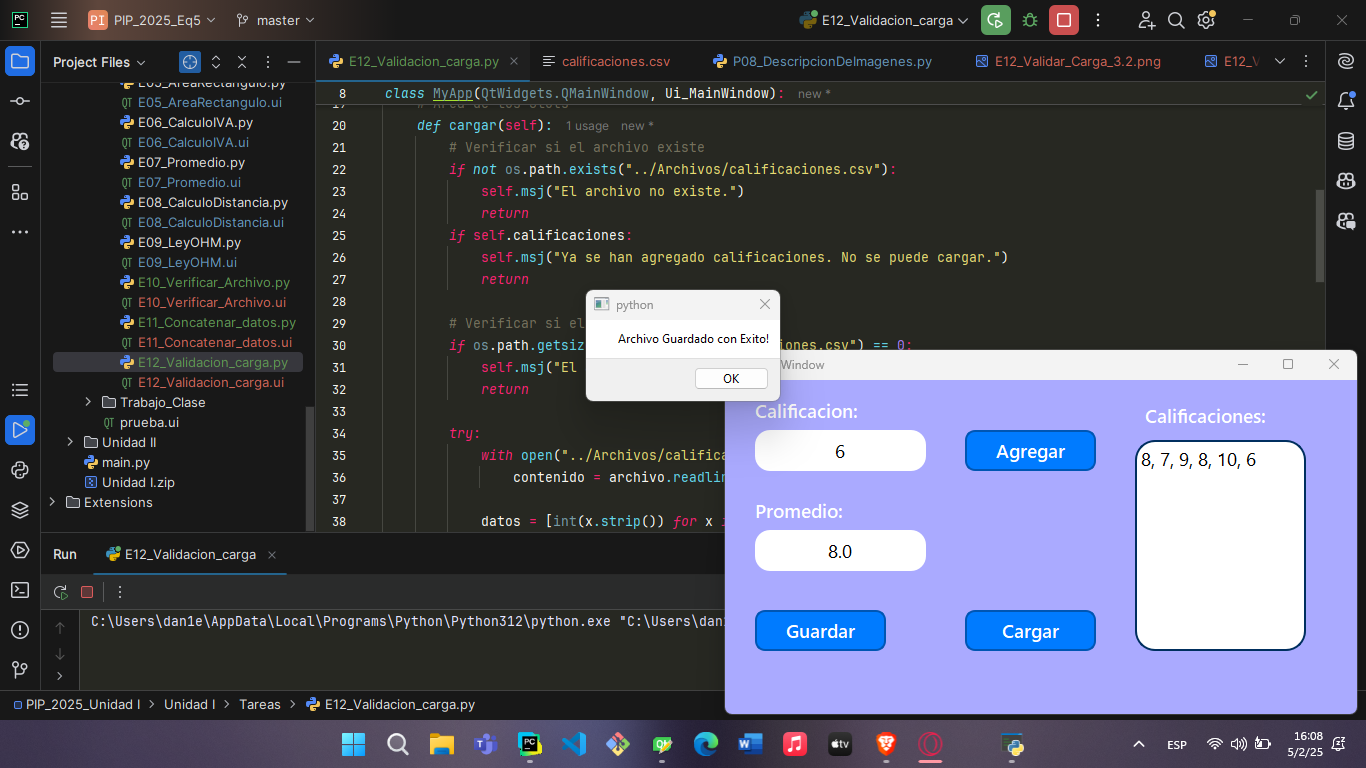 PC
PI PIP_2025_Eq5
master
E12_Validacion_carga
Project Files
E05_AreaRectangulo.py
E05_AreaRectangulo.ui
E06_CalculoIVA.py
E06_CalculoIVA.ui
E07_Promedio.py
E07_Promedio.ui
E08_CalculoDistancia.py
E08_CalculoDistancia.ui
E09_LeyOHM.py
E09_LeyOHM.ui
E10_Verificar_Archivo.py
E10_Verificar_Archivo.ui
E11_Concatenar_datos.py
E11_Concatenar_datos.ui
E12_Validacion_carga.py
E12_Validacion_carga.ui
Trabajo_Clase
prueba.ui
Unidad II
main.py
Unidad I.zip
Extensions
E12_Validacion_carga.py
calificaciones.csv
P08_DescripcionDeImagenes.py
E12_Validar_Carga_3.2.png
8 class MyApp(QtWidgets.QMainWindow, Ui_MainWindow): new *
# Area de los Slots
20 def cargar(self): 1 usage new *
21 # Verificar si el archivo existe
22 if not os.path.exists("../Archivos/calificaciones.csv"):
23 self.msj("El archivo no existe.")
24 return
25 if self.calificaciones:
26 self.msj("Ya se han agregado calificaciones. No se puede cargar.")
27 return
28
29 # Verificar si el
30 if os.path.getsiz iones.csv") == 0:
31 self.msj("El
32 return
33
34 try:
35 with open("../Archivos/califica
36 contenido = archivo.readlin
37
38 datos = [int(x.strip()) for x i
python
Archivo Guardado con Exito!
OK
Window
Calificacion:
6
Agregar
Calificaciones:
8, 7, 9, 8, 10, 6
Promedio:
8.0
Guardar
Cargar
Run
E12_Validacion_carga
C:\Users\dan1e\AppData\Local\Programs\Python\Python312\python.exe "C:\Users\dan
PIP_2025_Unidad I > Unidad I > Tareas > E12_Validacion_carga.py
ESP
16:08
5/2/25